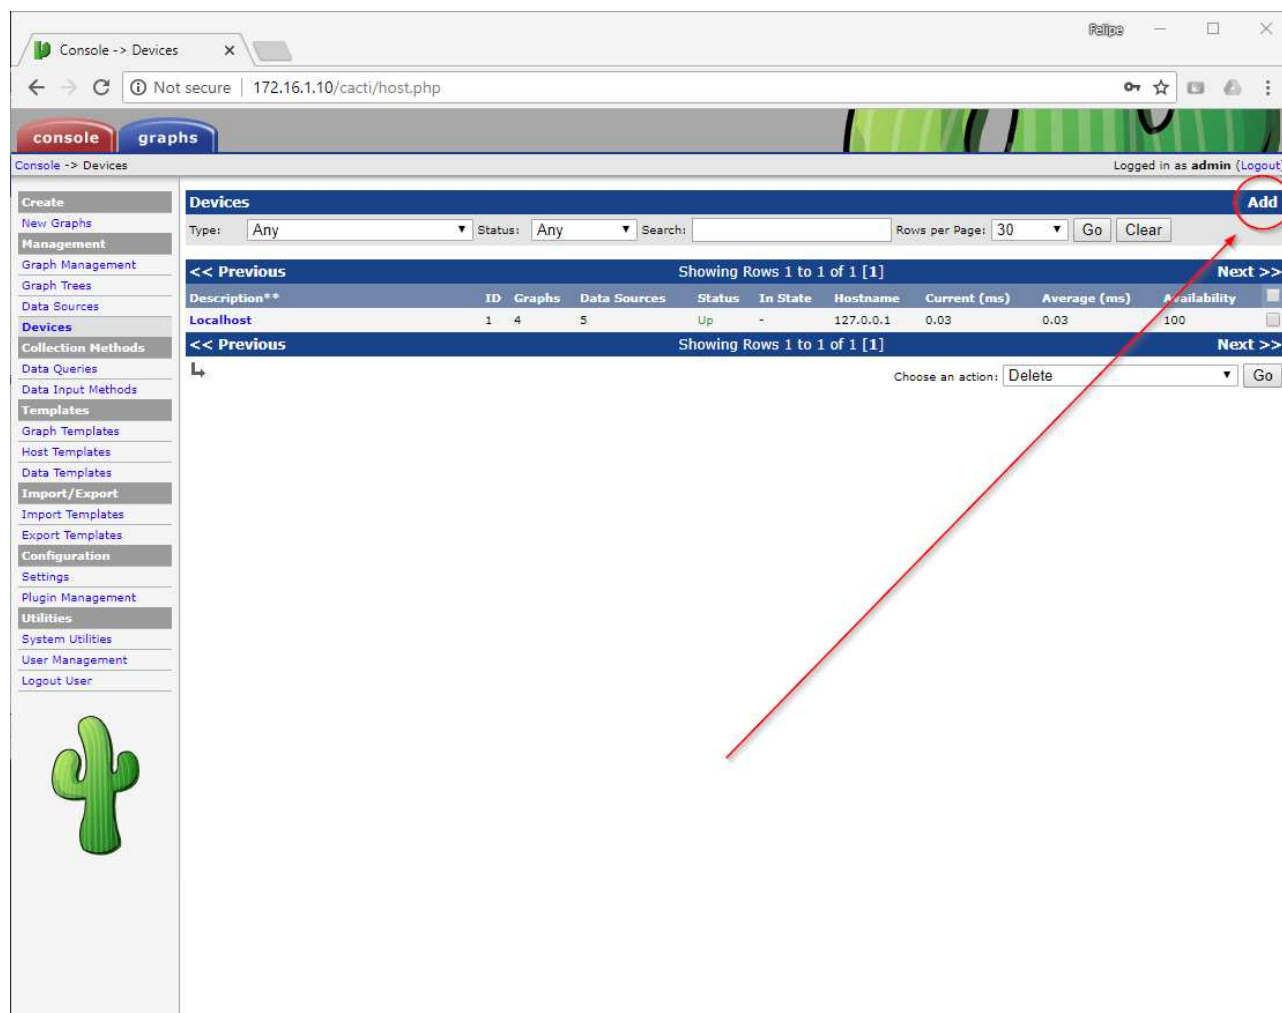 Felipe
Console -> Devices
Not secure | 172.16.1.10/cacti/host.php
console graphs
Console -> Devices Logged in as admin (Logout)
Create
New Graphs
Management
Graph Management
Graph Trees
Data Sources
Devices
Collection Methods
Data Queries
Data Input Methods
Templates
Graph Templates
Host Templates
Data Templates
Import/Export
Import Templates
Export Templates
Configuration
Settings
Plugin Management
Utilities
System Utilities
User Management
Logout User
Devices Add
Type: Any Status: Any Search: Rows per Page: 30 Go Clear
<< Previous Showing Rows 1 to 1 of 1 [1] Next >>
Description** ID Graphs Data Sources Status In State Hostname Current (ms) Average (ms) Availability
Localhost 1 4 5 Up - 127.0.0.1 0.03 0.03 100
<< Previous Showing Rows 1 to 1 of 1 [1] Next >>
Choose an action: Delete Go